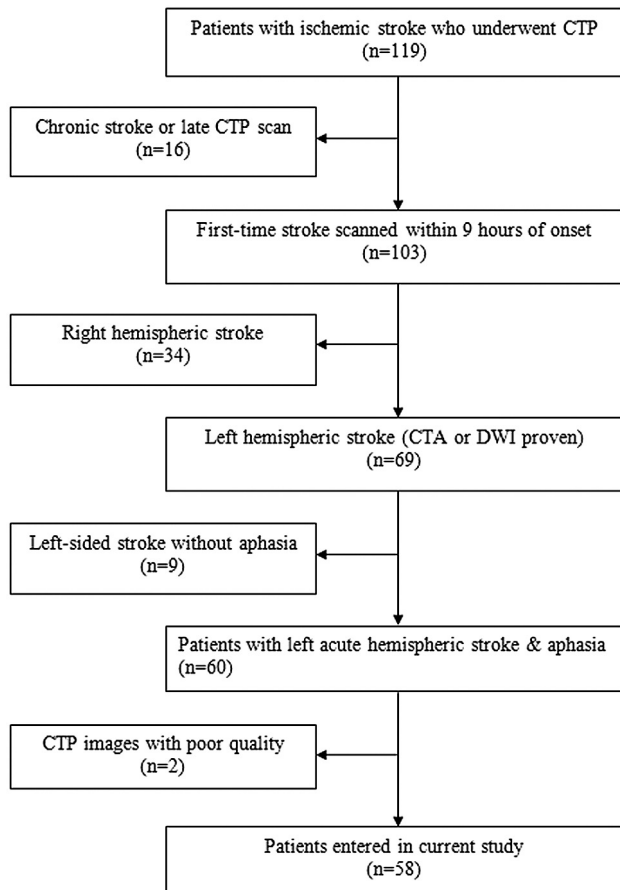 Patients with ischemic stroke who underwent CTP
(n=119)
Chronic stroke or late CTP scan
(n=16)
First-time stroke scanned within 9 hours of onset
(n=103)
Right hemispheric stroke
(n=34)
Left hemispheric stroke (CTA or DWI proven)
(n=69)
Left-sided stroke without aphasia
(n=9)
Patients with left acute hemispheric stroke & aphasia
(n=60)
CTP images with poor quality
(n=2)
Patients entered in current study
(n=58)